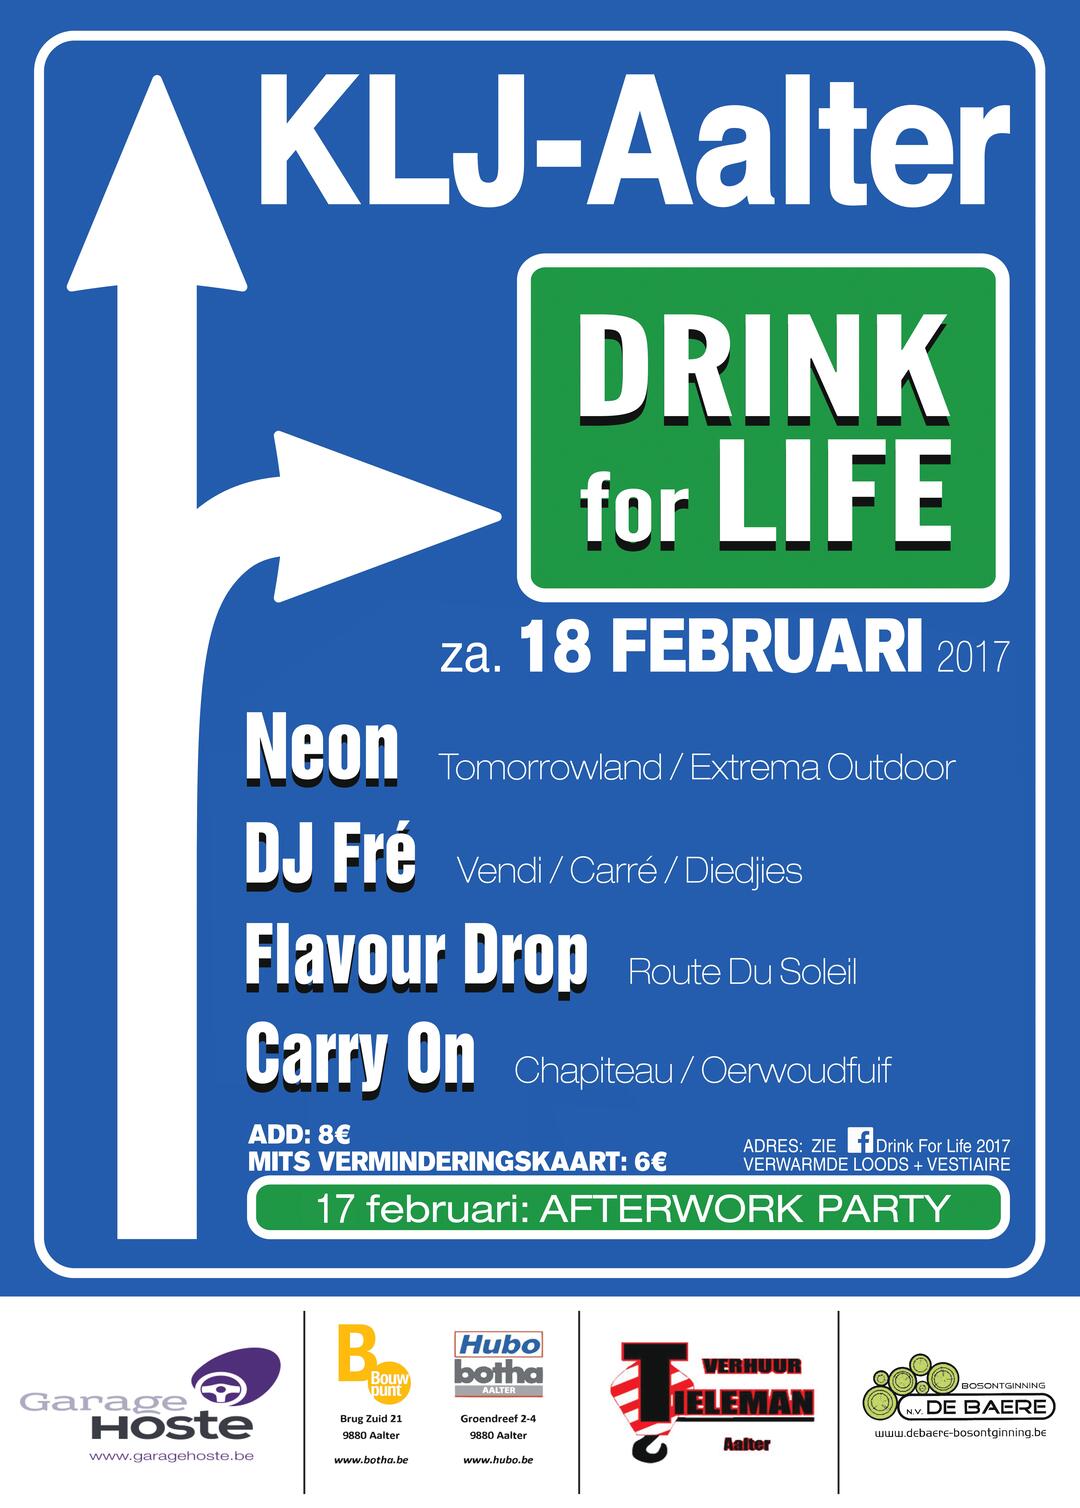 KLJ-Aalter
DRINK
for LIFE
za. 18 FEBRUARI 2017
Neon Tomorrowland / Extrema Outdoor
DJ Fré Vendi / Carré / Diedjies
Flavour Drop Route Du Soleil
Carry On Chapiteau / Oerwoudfuif
ADD: 8€
MITS VERMINDERINGSKAART: 6€
ADRES: ZIE f Drink For Life 2017
VERWARMDE LOODS + VESTIAIRE
17 februari: AFTERWORK PARTY
Garage
HOSTE
www.garagehoste.be
B
Bouw
punt
Brug Zuid 21
9880 Aalter
www.botha.be
Hubo
botha
AALTER
Groendreef 2-4
9880 Aalter
www.hubo.be
VERHUUR
TIELEMAN
Aalter
BOSONTGINNING
N.V. DE BAERE
www.debaere-bosontginning.be